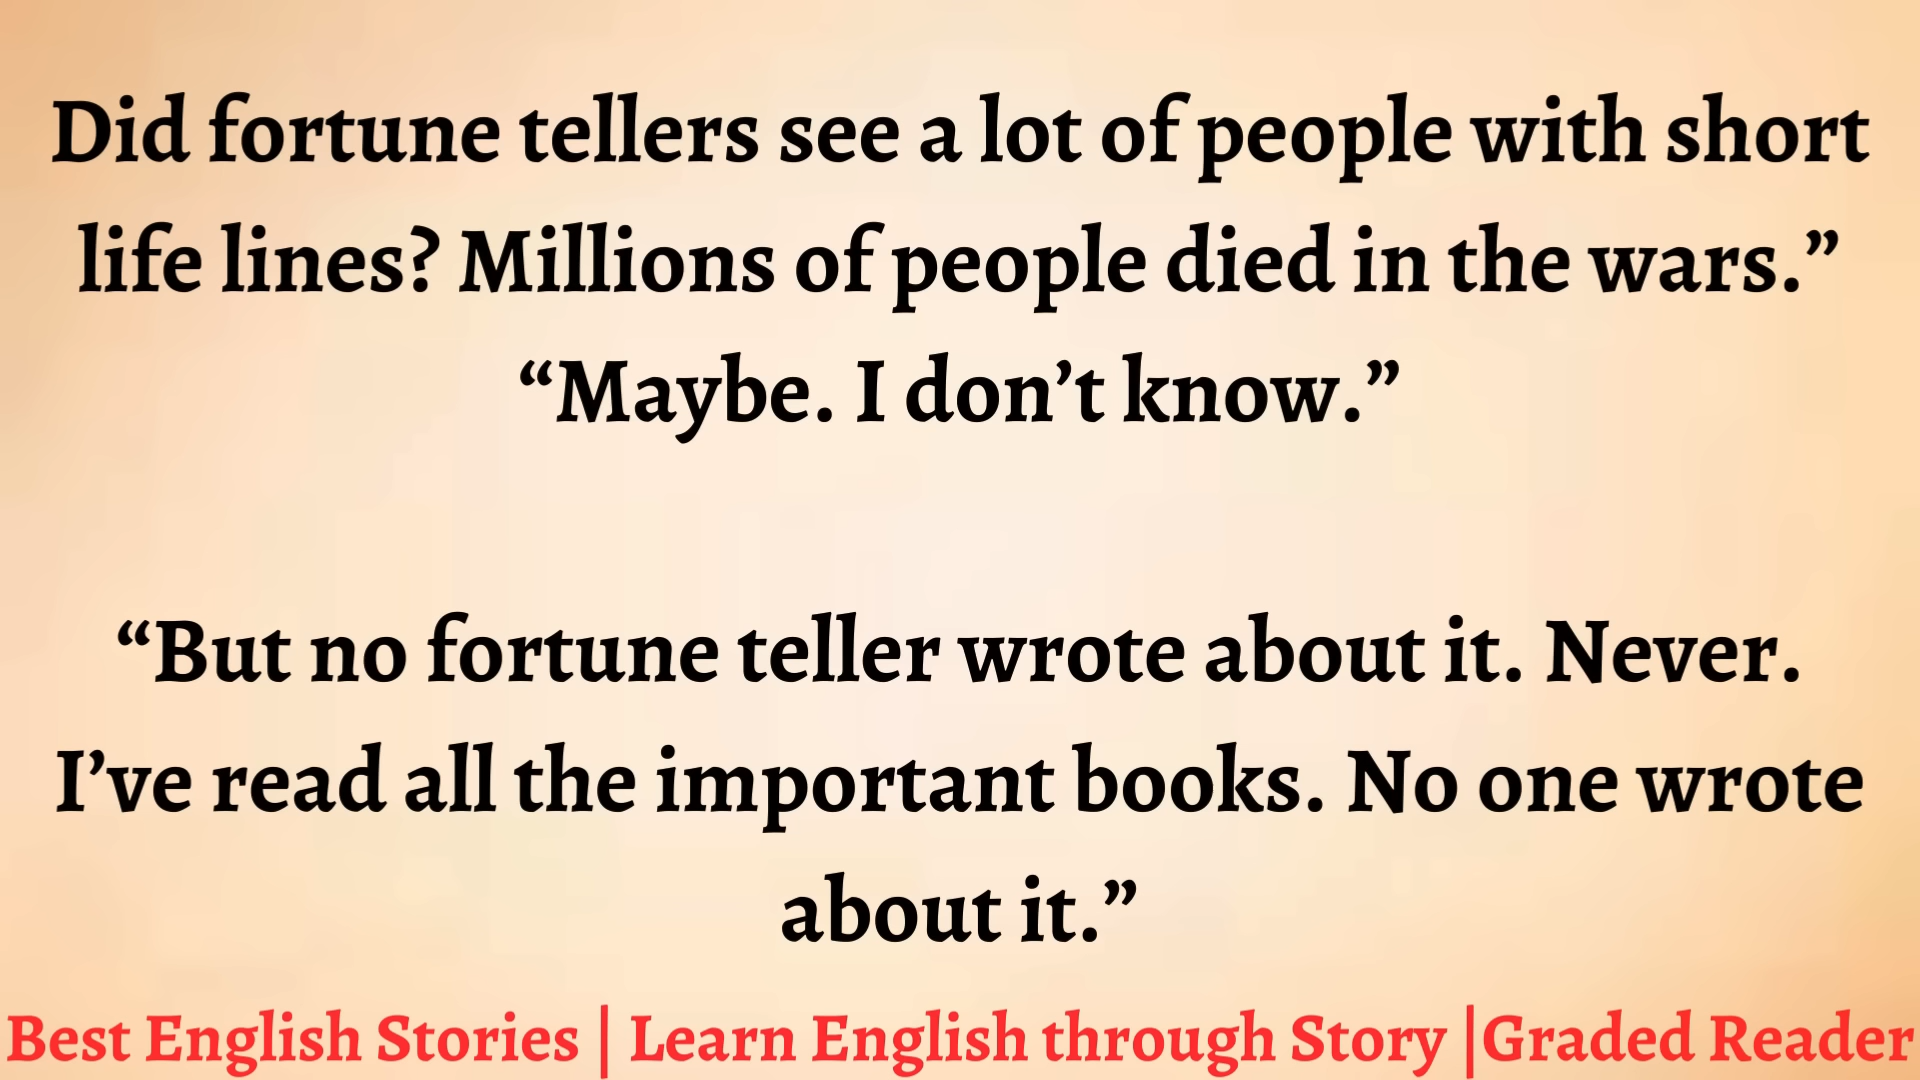 Did fortune tellers see a lot of people with short
life lines? Millions of people died in the wars.”
“Maybe. I don’t know.”
“But no fortune teller wrote about it. Never.
I’ve read all the important books. No one wrote
about it.”
Best English Stories | Learn English through Story |Graded Reader